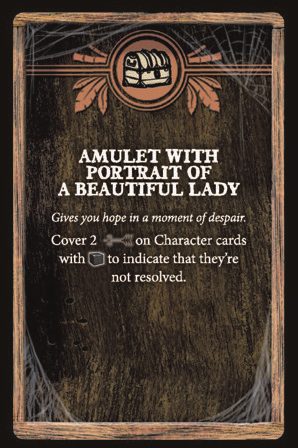 AMULET WITH
PORTRAIT OF
A BEAUTIFUL LADY
Gives you hope in a moment of despair.
Cover 2 on Character cards
with to indicate that they're
not resolved.